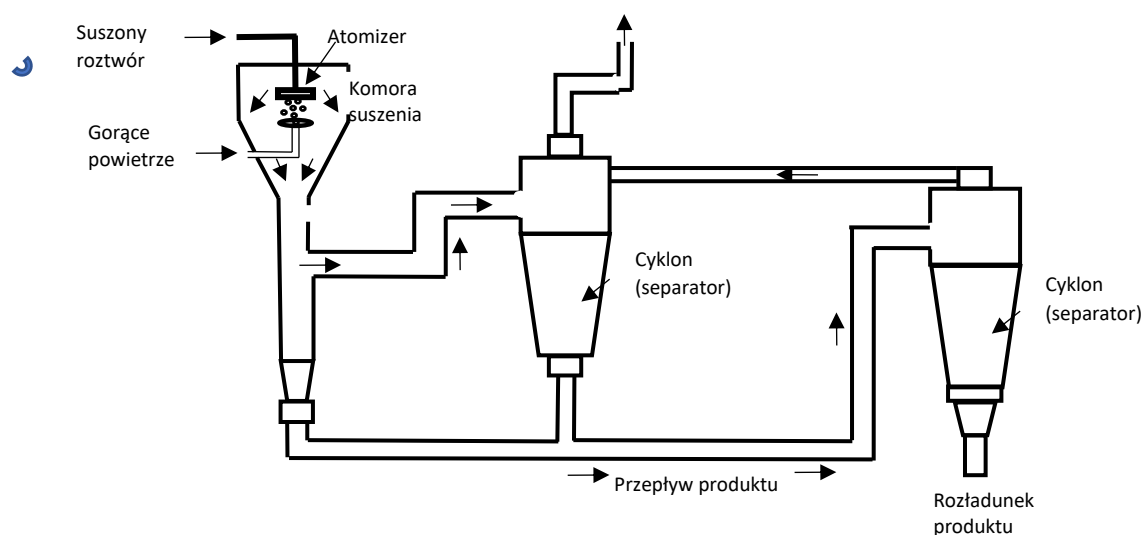 Suszony
roztwór
Atomizer
Komora
suszenia
Gorące
powietrze
Cyklon
(separator)
Cyklon
(separator)
Przepływ produktu
Rozładunek
produktu